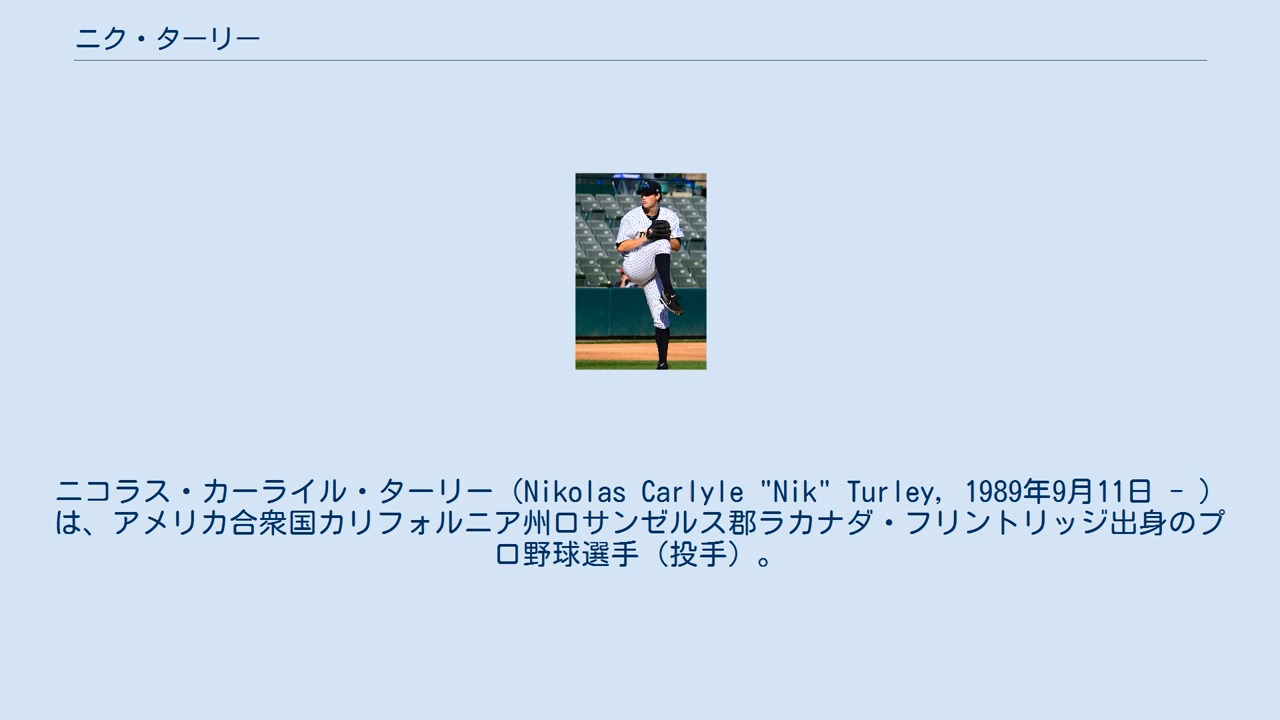 ニク・ターリー
ニコラス・カーライル・ターリー（Nikolas Carlyle "Nik" Turley, 1989年9月11日 - ）
は、アメリカ合衆国カリフォルニア州ロサンゼルス郡ラカナダ・フリントリッジ出身のプ
ロ野球選手（投手）。